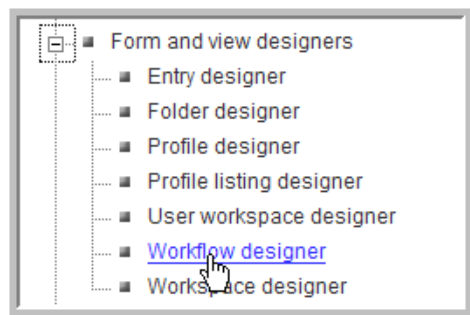 Form and view designers
Entry designer
Folder designer
Profile designer
Profile listing designer
User workspace designer
Workflow designer
Workspace designer